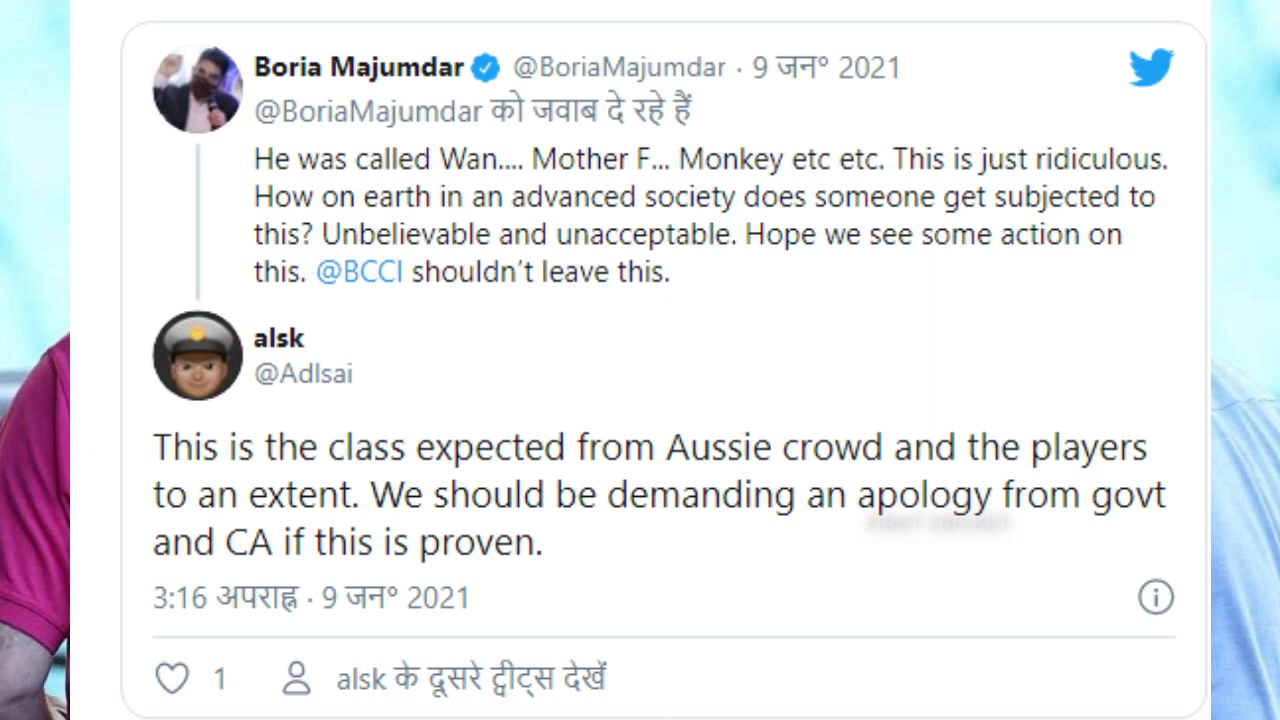 Boria Majumdar @BoriaMajumdar · 9 जन° 2021
@BoriaMajumdar को जवाब दे रहे हैं
He was called Wan.... Mother F... Monkey etc etc. This is just ridiculous.
How on earth in an advanced society does someone get subjected to
this? Unbelievable and unacceptable. Hope we see some action on
this. @BCCI shouldn't leave this.
alsk
@Adlsai
This is the class expected from Aussie crowd and the players
to an extent. We should be demanding an apology from govt
and CA if this is proven.
3:16 अपराह्न · 9 जन° 2021
1 alsk के दूसरे ट्वीट्स देखें